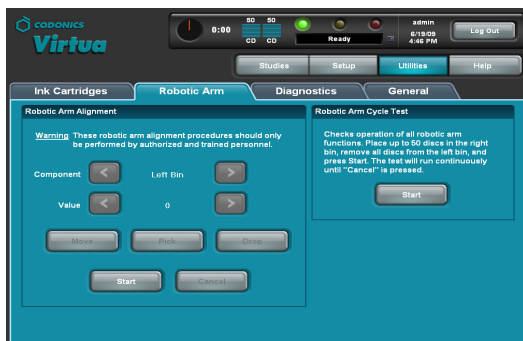 CODONICS
Virtua
0:00
50 50
CD CD
Ready
admin
6/19/09
4:46 PM
Log Out
Studies
Setup
Utilities
Help
Ink Cartridges
Robotic Arm
Diagnostics
General
Robotic Arm Alignment
Warning These robotic arm alignment procedures should only
be performed by authorized and trained personnel.
Component < Left Bin >
Value < 0 >
Move
Pick
Drop
Start
Cancel
Robotic Arm Cycle Test
Checks operation of all robotic arm
functions. Place up to 50 discs in the right
bin, remove all discs from the left bin, and
press Start. The test will run continuously
until "Cancel" is pressed.
Start